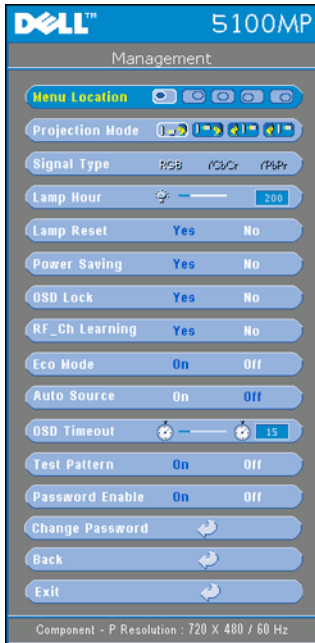 DELL™ 5100MP
Management
Menu Location
Projection Mode
Signal Type RGB YCbCr YPbPr
Lamp Hour 200
Lamp Reset Yes No
Power Saving Yes No
OSD Lock Yes No
RF_Ch Learning Yes No
Eco Mode On Off
Auto Source On Off
OSD Timeout 15
Test Pattern On Off
Password Enable On Off
Change Password
Back
Exit
Component - P Resolution : 720 X 480 / 60 Hz